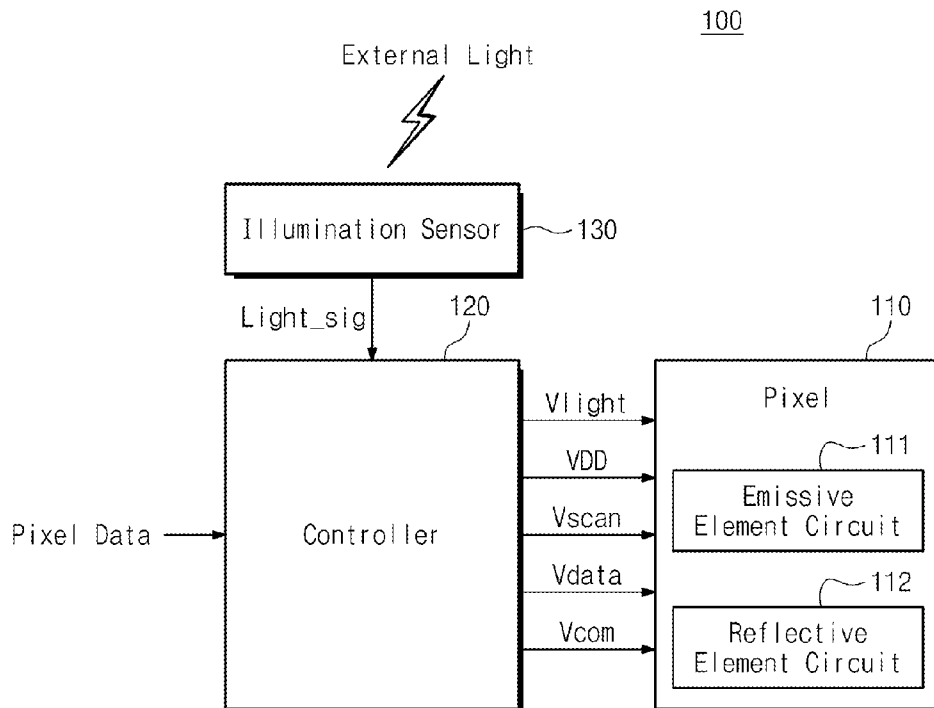 100
External Light
Illumination Sensor
130
Light_sig
120
110
Vlight
Pixel
VDD
111
Emissive
Element Circuit
Vscan
Pixel Data
Controller
Vdata
112
Vcom
Reflective
Element Circuit